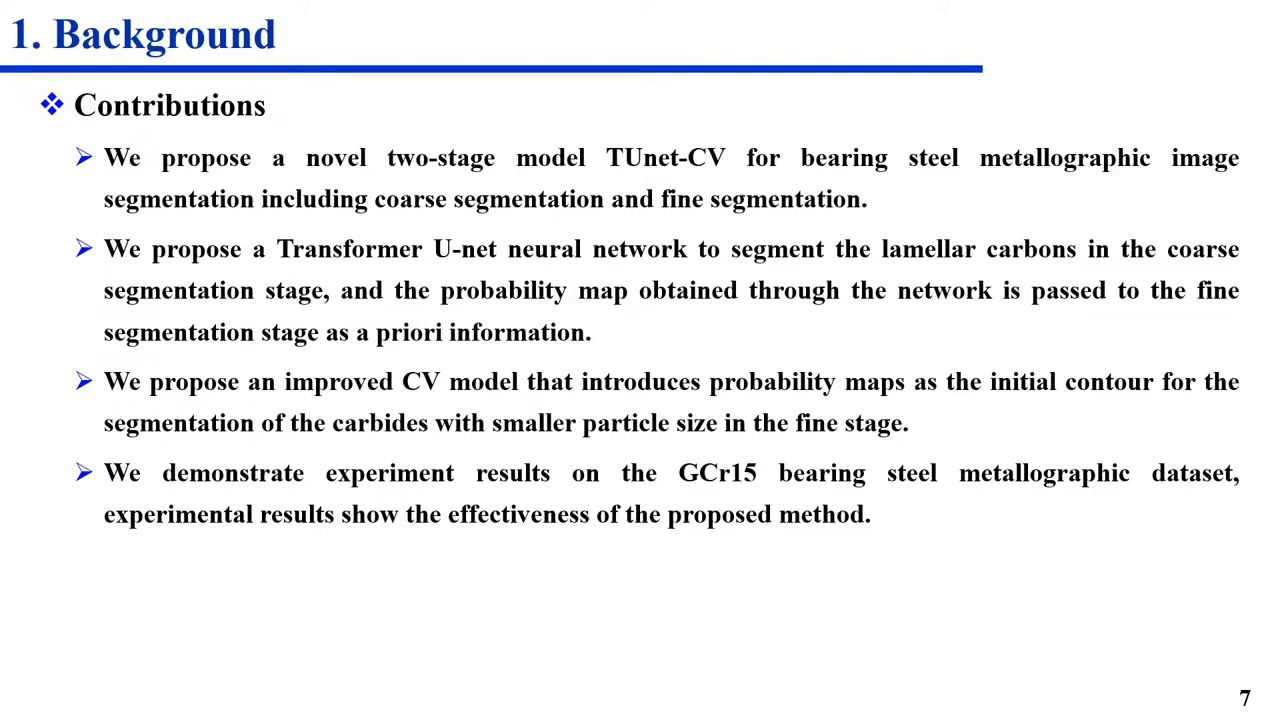 1. Background
Contributions
We propose a novel two-stage model TUnet-CV for bearing steel metallographic image
segmentation including coarse segmentation and fine segmentation.
We propose a Transformer U-net neural network to segment the lamellar carbons in the coarse
segmentation stage, and the probability map obtained through the network is passed to the fine
segmentation stage as a priori information.
We propose an improved CV model that introduces probability maps as the initial contour for the
segmentation of the carbides with smaller particle size in the fine stage.
We demonstrate experiment results on the GCr15 bearing steel metallographic dataset,
experimental results show the effectiveness of the proposed method.
7